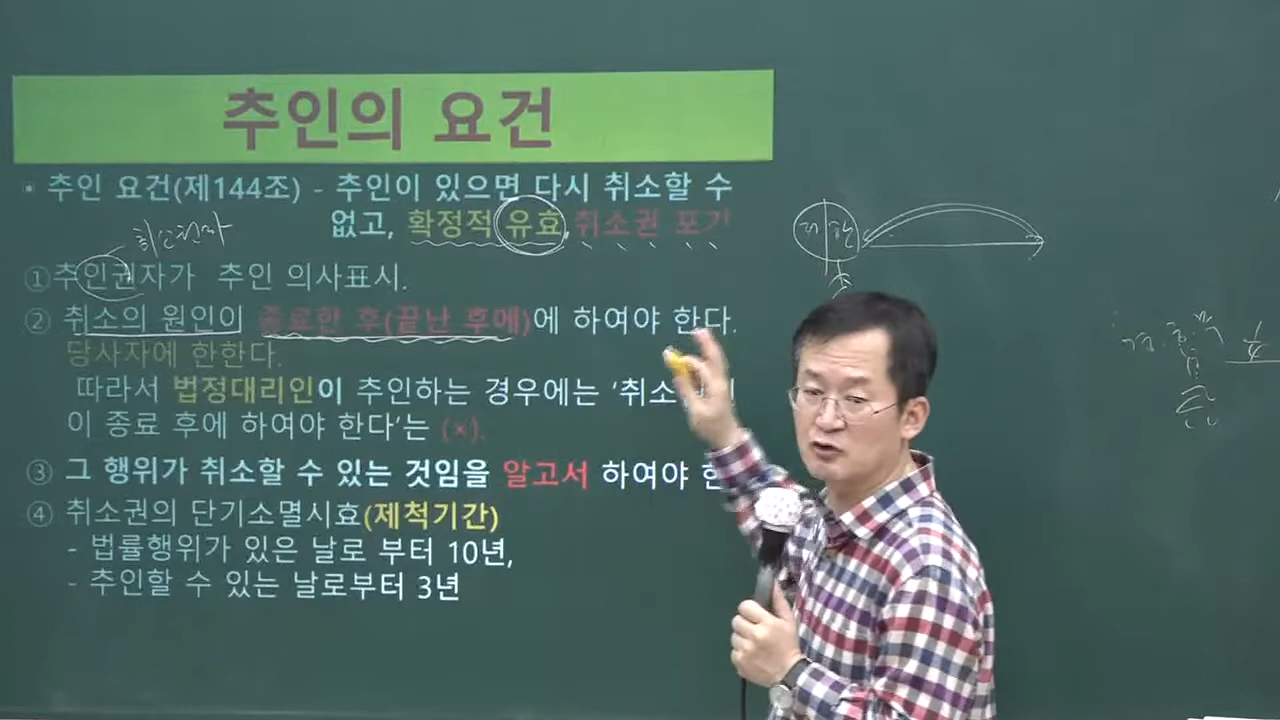 추인의 요건
▪ 추인 요건(제144조) - 추인이 있으면 다시 취소할 수
없고, 확정적 유효, 취소권 포기
취소권자
①추인권자가 추인 의사표시.
② 취소의 원인이 종료한 후(끝난 후에)에 하여야 한다.
당사자에 한한다.
따라서 법정대리인이 추인하는 경우에는 '취소
이 종료 후에 하여야 한다'는 (×).
③ 그 행위가 취소할 수 있는 것임을 알고서 하여야
④ 취소권의 단기소멸시효(제척기간)
- 법률행위가 있은 날로 부터 10년,
- 추인할 수 있는 날로부터 3년
제한